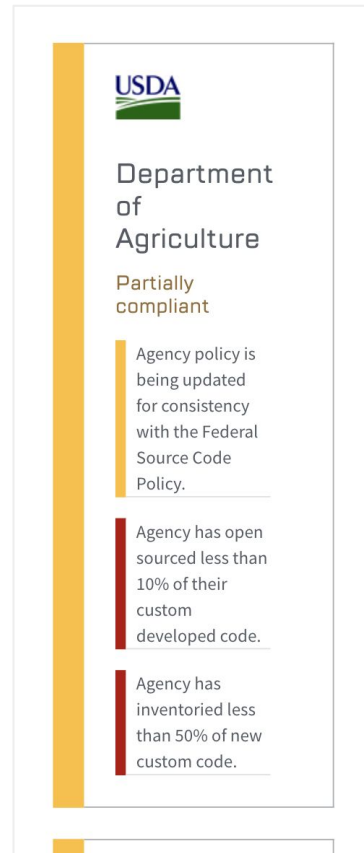 USDA
Department
of
Agriculture
Partially
compliant
Agency policy is
being updated
for consistency
with the Federal
Source Code
Policy.
Agency has open
sourced less than
10% of their
custom
developed code.
Agency has
inventoried less
than 50% of new
custom code.